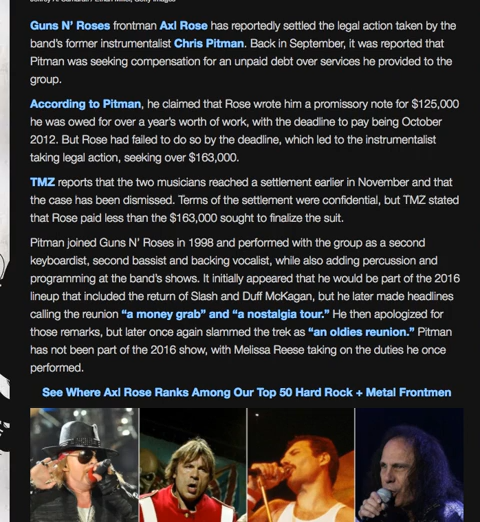 Guns N' Roses frontman Axl Rose has reportedly settled the legal action taken by the
band's former instrumentalist Chris Pitman. Back in September, it was reported that
Pitman was seeking compensation for an unpaid debt over services he provided to the
group.
According to Pitman, he claimed that Rose wrote him a promissory note for $125,000
he was owed for over a year's worth of work, with the deadline to pay being October
2012. But Rose had failed to do so by the deadline, which led to the instrumentalist
taking legal action, seeking over $163,000.
TMZ reports that the two musicians reached a settlement earlier in November and that
the case has been dismissed. Terms of the settlement were confidential, but TMZ stated
that Rose paid less than the $163,000 sought to finalize the suit.
Pitman joined Guns N' Roses in 1998 and performed with the group as a second
keyboardist, second bassist and backing vocalist, while also adding percussion and
programming at the band's shows. It initially appeared that he would be part of the 2016
lineup that included the return of Slash and Duff McKagan, but he later made headlines
calling the reunion “a money grab” and “a nostalgia tour.” He then apologized for
those remarks, but later once again slammed the trek as “an oldies reunion.” Pitman
has not been part of the 2016 show, with Melissa Reese taking on the duties he once
performed.
See Where Axl Rose Ranks Among Our Top 50 Hard Rock + Metal Frontmen